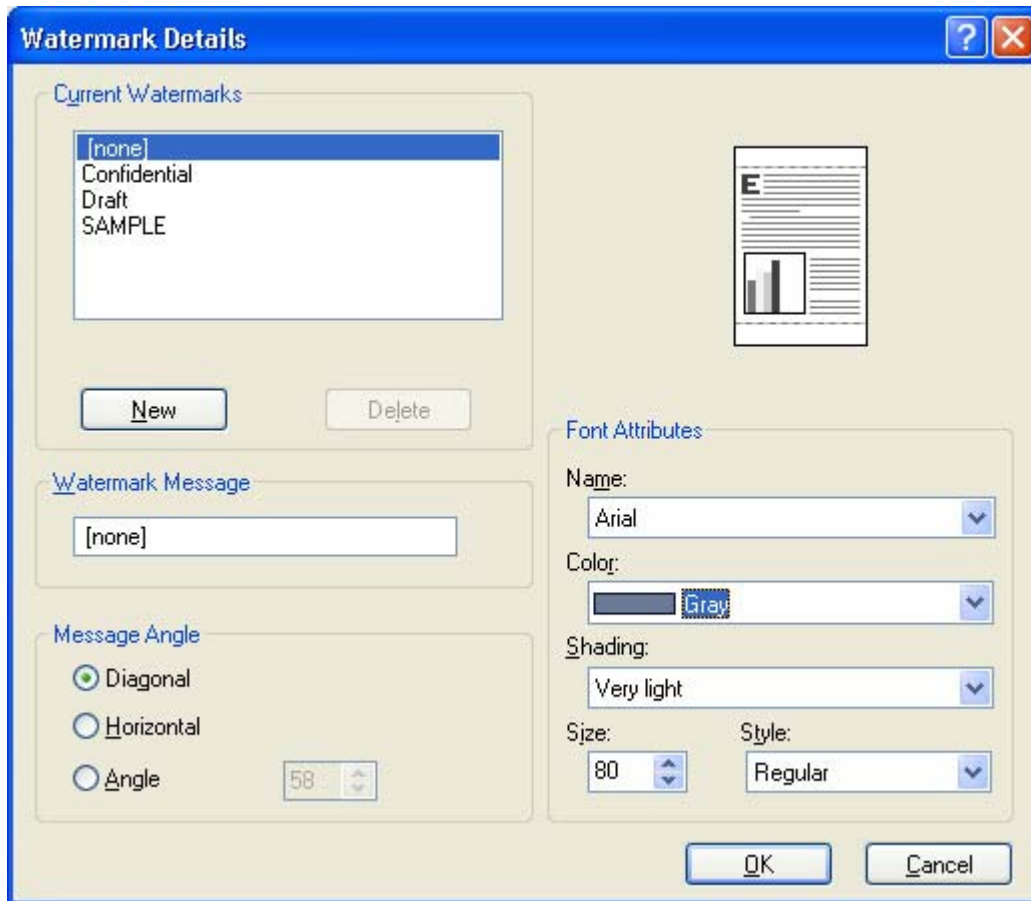 Watermark Details
?
Current Watermarks
[none]
Confidential
Draft
SAMPLE
New
Delete
E
Watermark Message
[none]
Message Angle
Diagonal
Horizontal
Angle
58
Font Attributes
Name:
Arial
Color:
Gray
Shading:
Very light
Size: Style:
80 Regular
OK Cancel